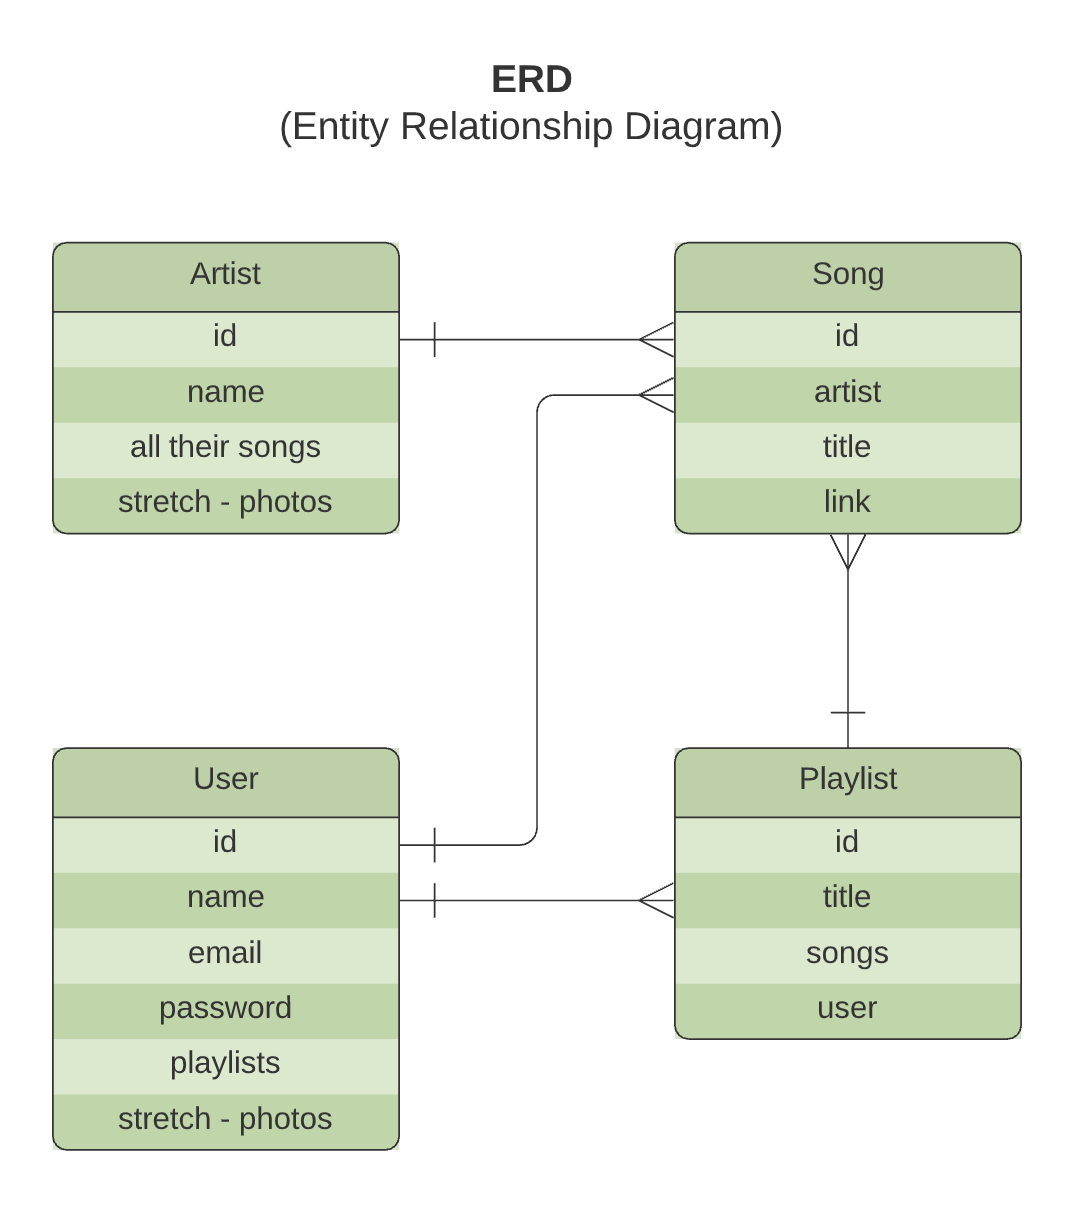 ERD
(Entity Relationship Diagram)
Artist
id
name
all their songs
stretch - photos
Song
id
artist
title
link
User
id
name
email
password
playlists
stretch - photos
Playlist
id
title
songs
user